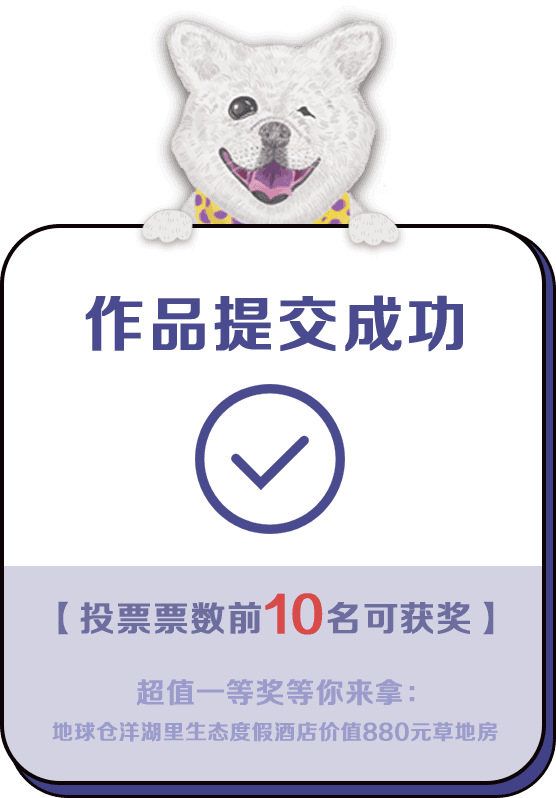 作品提交成功
【投票票数前10名可获奖】
超值一等奖等你来拿：
地球仓洋湖里生态度假酒店价值880元草地房